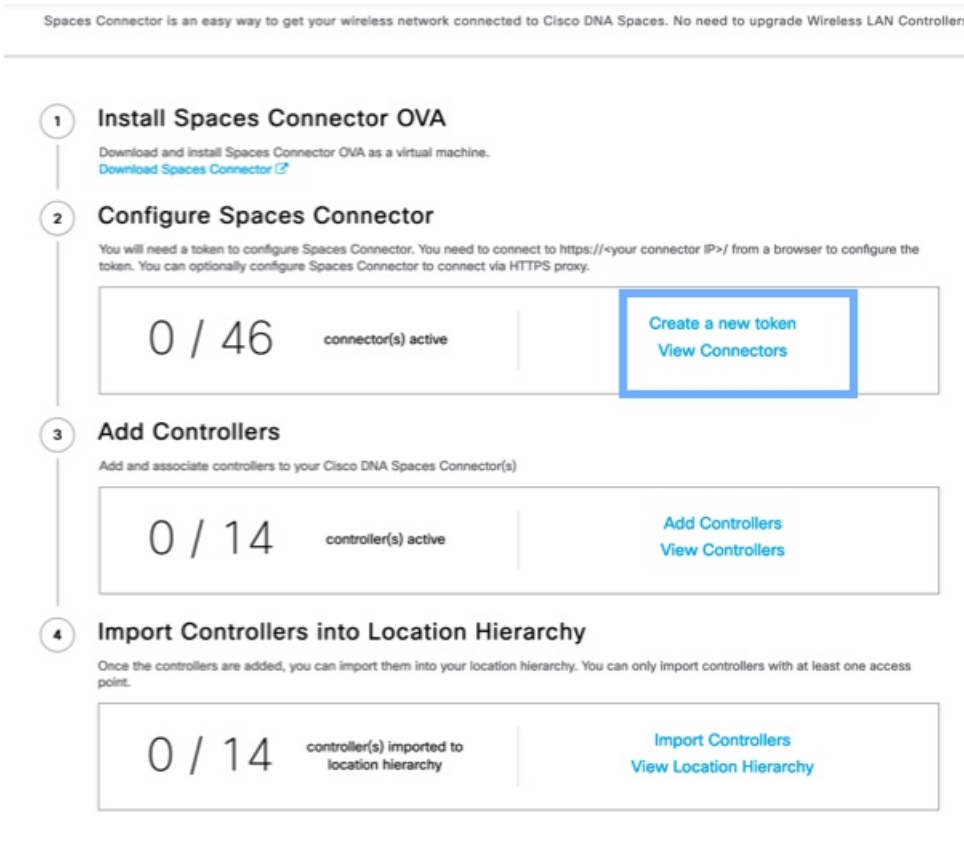 Spaces Connector is an easy way to get your wireless network connected to Cisco DNA Spaces. No need to upgrade Wireless LAN Controllers
1
Install Spaces Connector OVA
Download and install Spaces Connector OVA as a virtual machine.
Download Spaces Connector
2
Configure Spaces Connector
You will need a token to configure Spaces Connector. You need to connect to https://<your connector IP>/ from a browser to configure the
token. You can optionally configure Spaces Connector to connect via HTTPS proxy.
0 / 46
connector(s) active
Create a new token
View Connectors
3
Add Controllers
Add and associate controllers to your Cisco DNA Spaces Connector(s)
0 / 14
controller(s) active
Add Controllers
View Controllers
4
Import Controllers into Location Hierarchy
Once the controllers are added, you can import them into your location hierarchy. You can only import controllers with at least one access
point.
0 / 14
controller(s) imported to
location hierarchy
Import Controllers
View Location Hierarchy